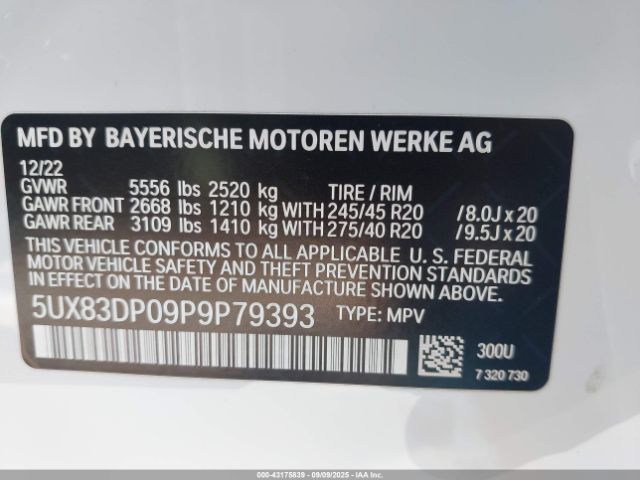 MFD BY BAYERISCHE MOTOREN WERKE AG
12/22
GVWR 5556 lbs 2520 kg TIRE / RIM
GAWR FRONT 2668 lbs 1210 kg WITH 245/45 R20 /8.0J x 20
GAWR REAR 3109 lbs 1410 kg WITH 275/40 R20 /9.5J x 20
THIS VEHICLE CONFORMS TO ALL APPLICABLE U. S. FEDERAL
MOTOR VEHICLE SAFETY AND THEFT PREVENTION STANDARDS
IN EFFECT ON THE DATE OF MANUFACTURE SHOWN ABOVE.
5UX83DP09P9P79393 TYPE: MPV
300U
7 320 730
000-43175839 - 09/09/2025 - IAA Inc.